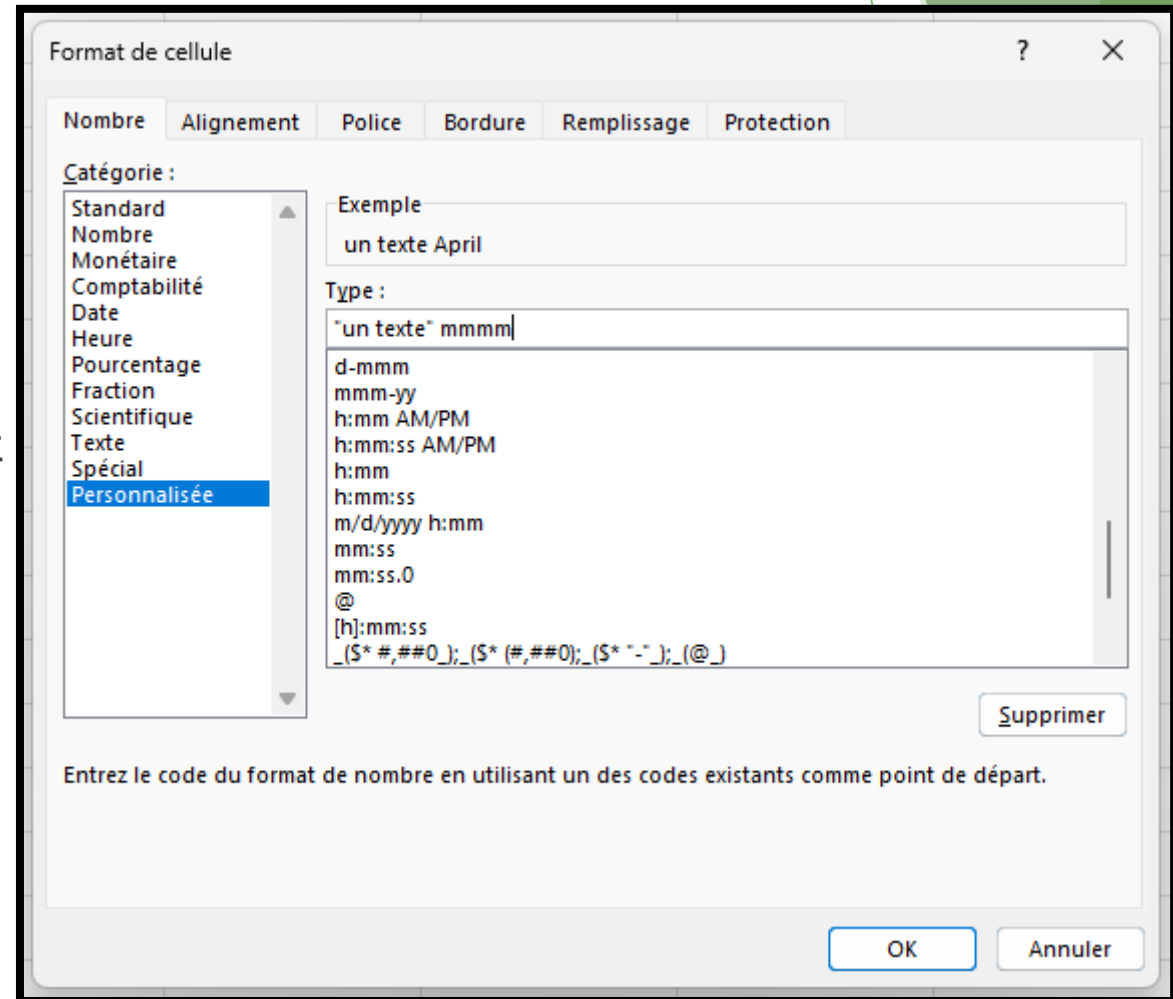 Format de cellule ? ×
Nombre Alignement Police Bordure Remplissage Protection
Catégorie :
Standard
Nombre
Monétaire
Comptabilité
Date
Heure
Pourcentage
Fraction
Scientifique
Texte
Spécial
Personnalisée
Exemple
un texte April
Type :
"un texte" mmmm
d-mmm
mmm-yy
h:mm AM/PM
h:mm:ss AM/PM
h:mm
h:mm:ss
m/d/yyyy h:mm
mm:ss
mm:ss.0
@
[h]:mm:ss
_($* #,##0_);_($* (#,##0);_($* "-"_);_(@_)
Supprimer
Entrez le code du format de nombre en utilisant un des codes existants comme point de départ.
OK Annuler